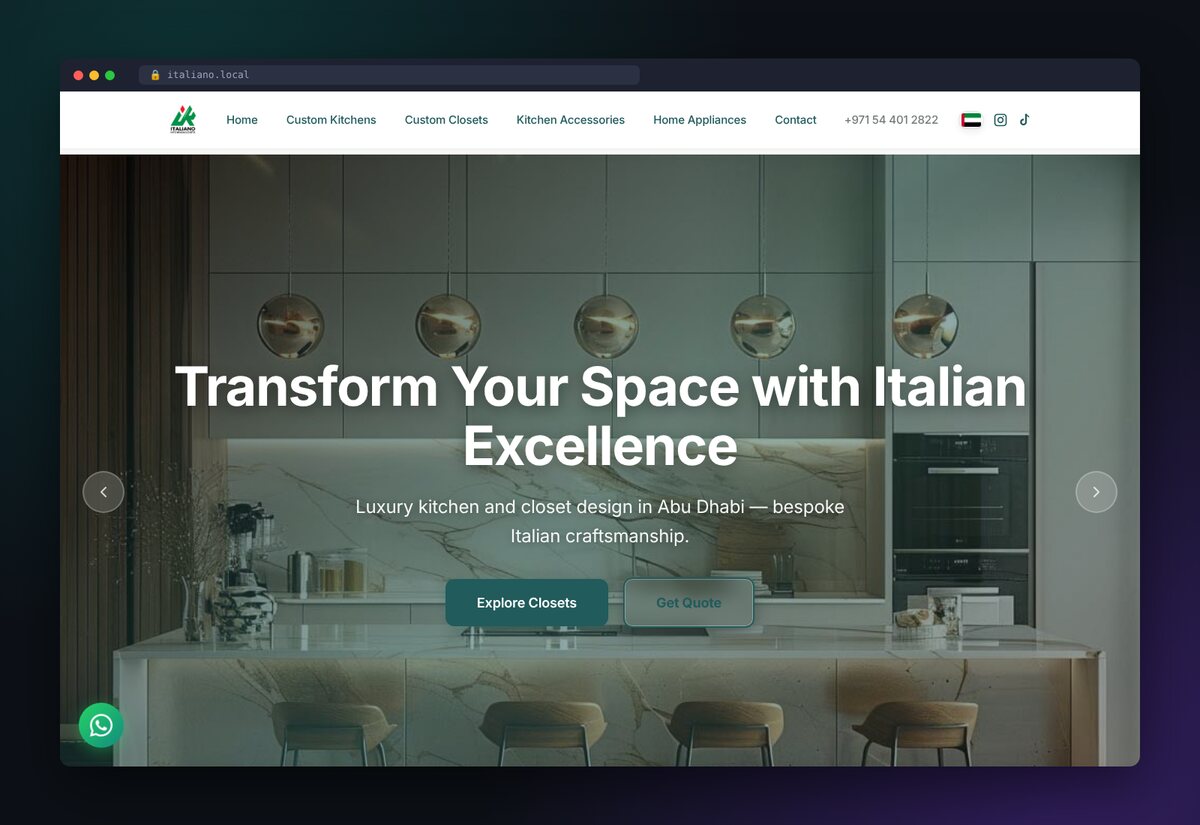 italiano.local
ITALIANO
Home
Custom Kitchens
Custom Closets
Kitchen Accessories
Home Appliances
Contact
+971 54 401 2822
Transform Your Space with Italian
Excellence
Luxury kitchen and closet design in Abu Dhabi — bespoke
Italian craftsmanship.
Explore Closets
Get Quote